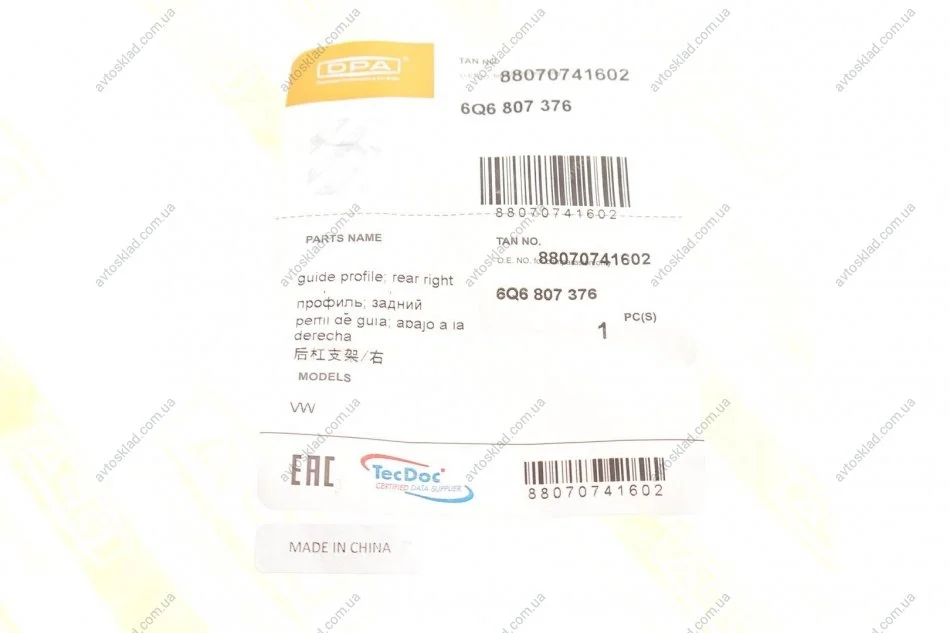 DPA
TAN NO.
88070741602
6Q6 807 376
88070741602
PARTS NAME
guide profile; rear right
профиль; задний
perfil de guia; abajo a la
derecha
后杠支架/右
MODELS
VW
TAN NO.
O.E. NO. for
88070741602
6Q6 807 376
1 PC(S)
EAC
TecDoc
CERTIFIED DATA SUPPLIER
88070741602
MADE IN CHINA
avtosklad.com.ua